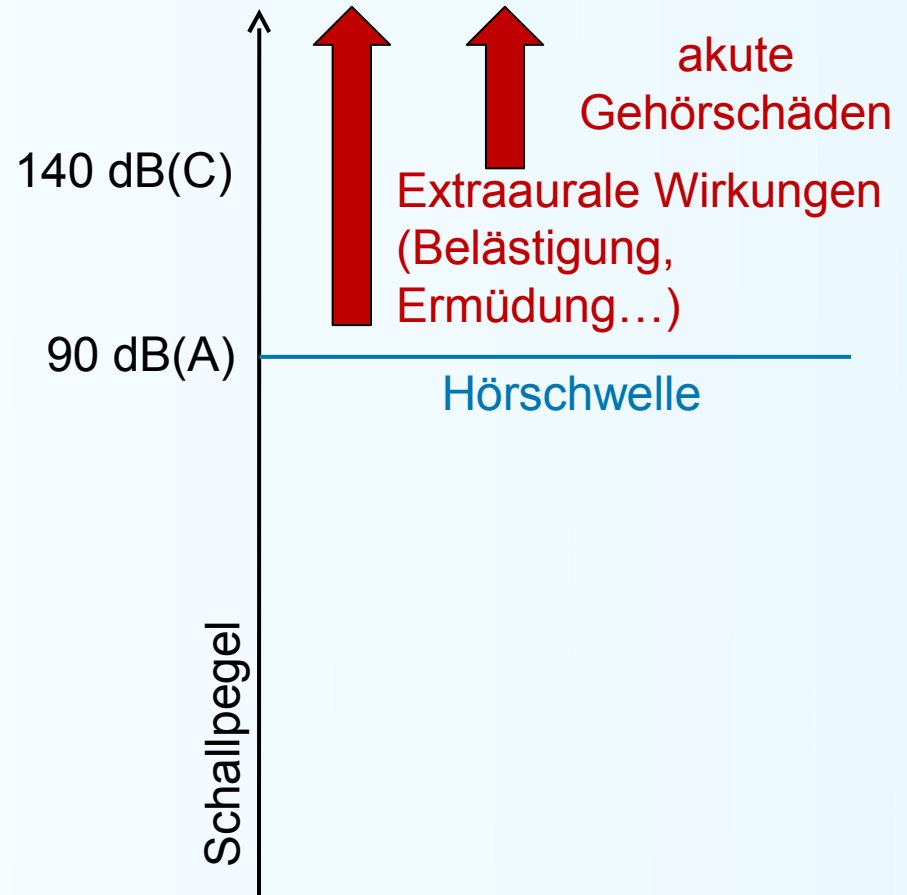 akute
Gehörschäden
140 dB(C)
Extraaurale Wirkungen
(Belästigung,
Ermüdung…)
90 dB(A)
Hörschwelle
Schallpegel